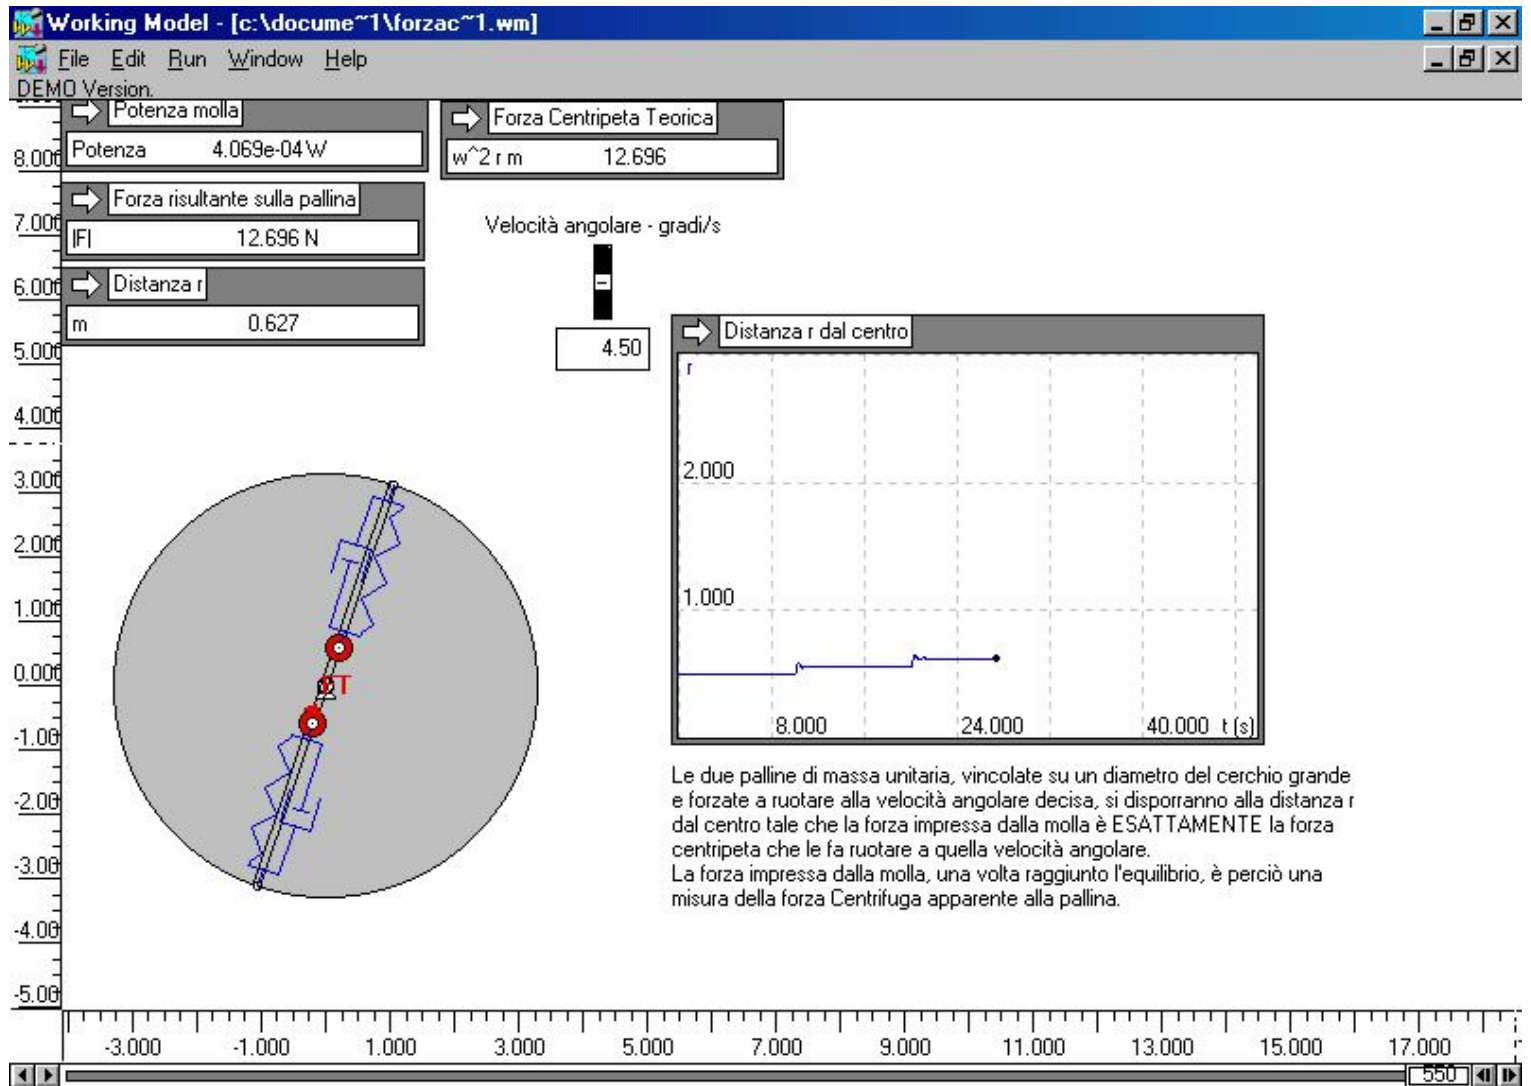 Working Model - [c:\docume~1\forzac~1.wm]
File Edit Run Window Help
DEMO Version.
Potenza molla
Potenza 4.069e-04 W
Forza Centripeta Teorica
w^2 r m 12.696
Forza risultante sulla pallina
|F| 12.696 N
Distanza r
m 0.627
Velocità angolare - gradi/s
4.50
Distanza r dal centro
r
2.000
1.000
8.000 24.000 40.000 t (s)
8.000
7.000
6.000
5.000
4.000
3.000
2.000
1.000
0.000
-1.00
-2.00
-3.00
-4.00
-5.00
FT
Le due palline di massa unitaria, vincolate su un diametro del cerchio grande
e forzate a ruotare alla velocità angolare decisa, si disporranno alla distanza r
dal centro tale che la forza impressa dalla molla è ESATTAMENTE la forza
centripeta che le fa ruotare a quella velocità angolare.
La forza impressa dalla molla, una volta raggiunto l'equilibrio, è perciò una
misura della forza Centrifuga apparente alla pallina.
-3.000 -1.000 1.000 3.000 5.000 7.000 9.000 11.000 13.000 15.000 17.000
550